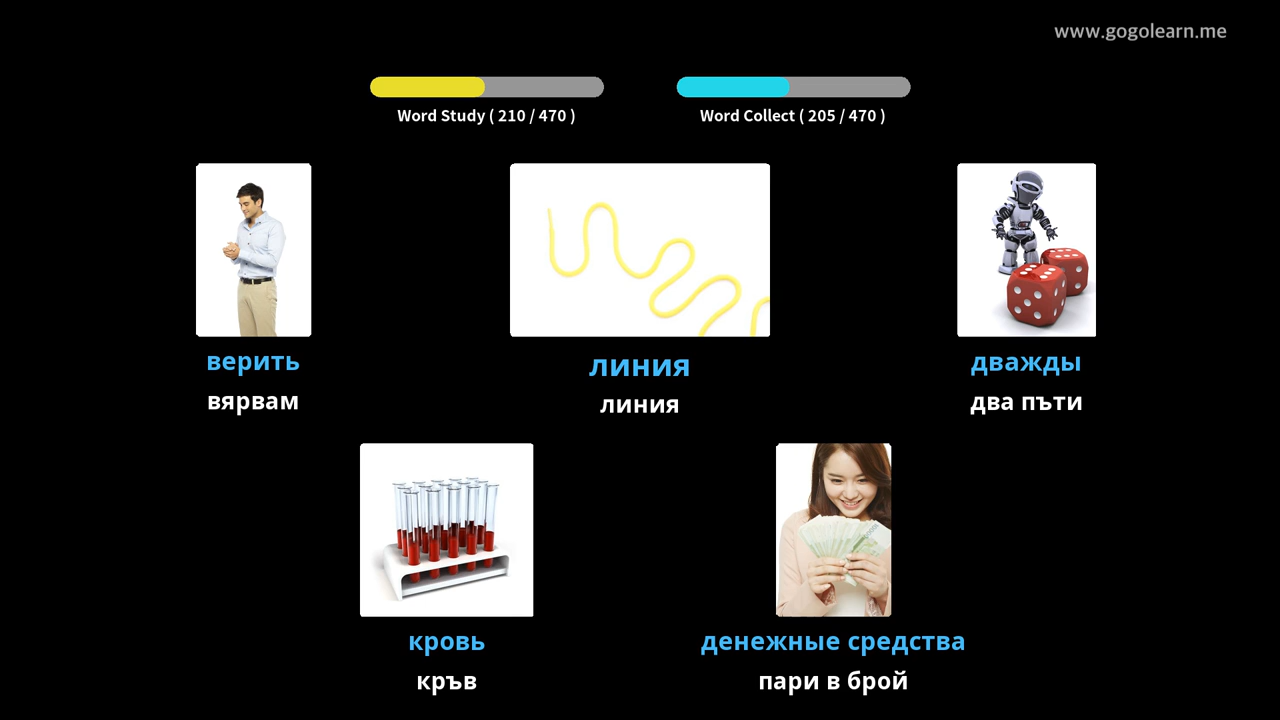 www.gogolearn.me
Word Study ( 210 / 470 )
Word Collect ( 205 / 470 )
верить
вярвам
линия
линия
дважды
два пъти
кровь
кръв
денежные средства
пари в брой